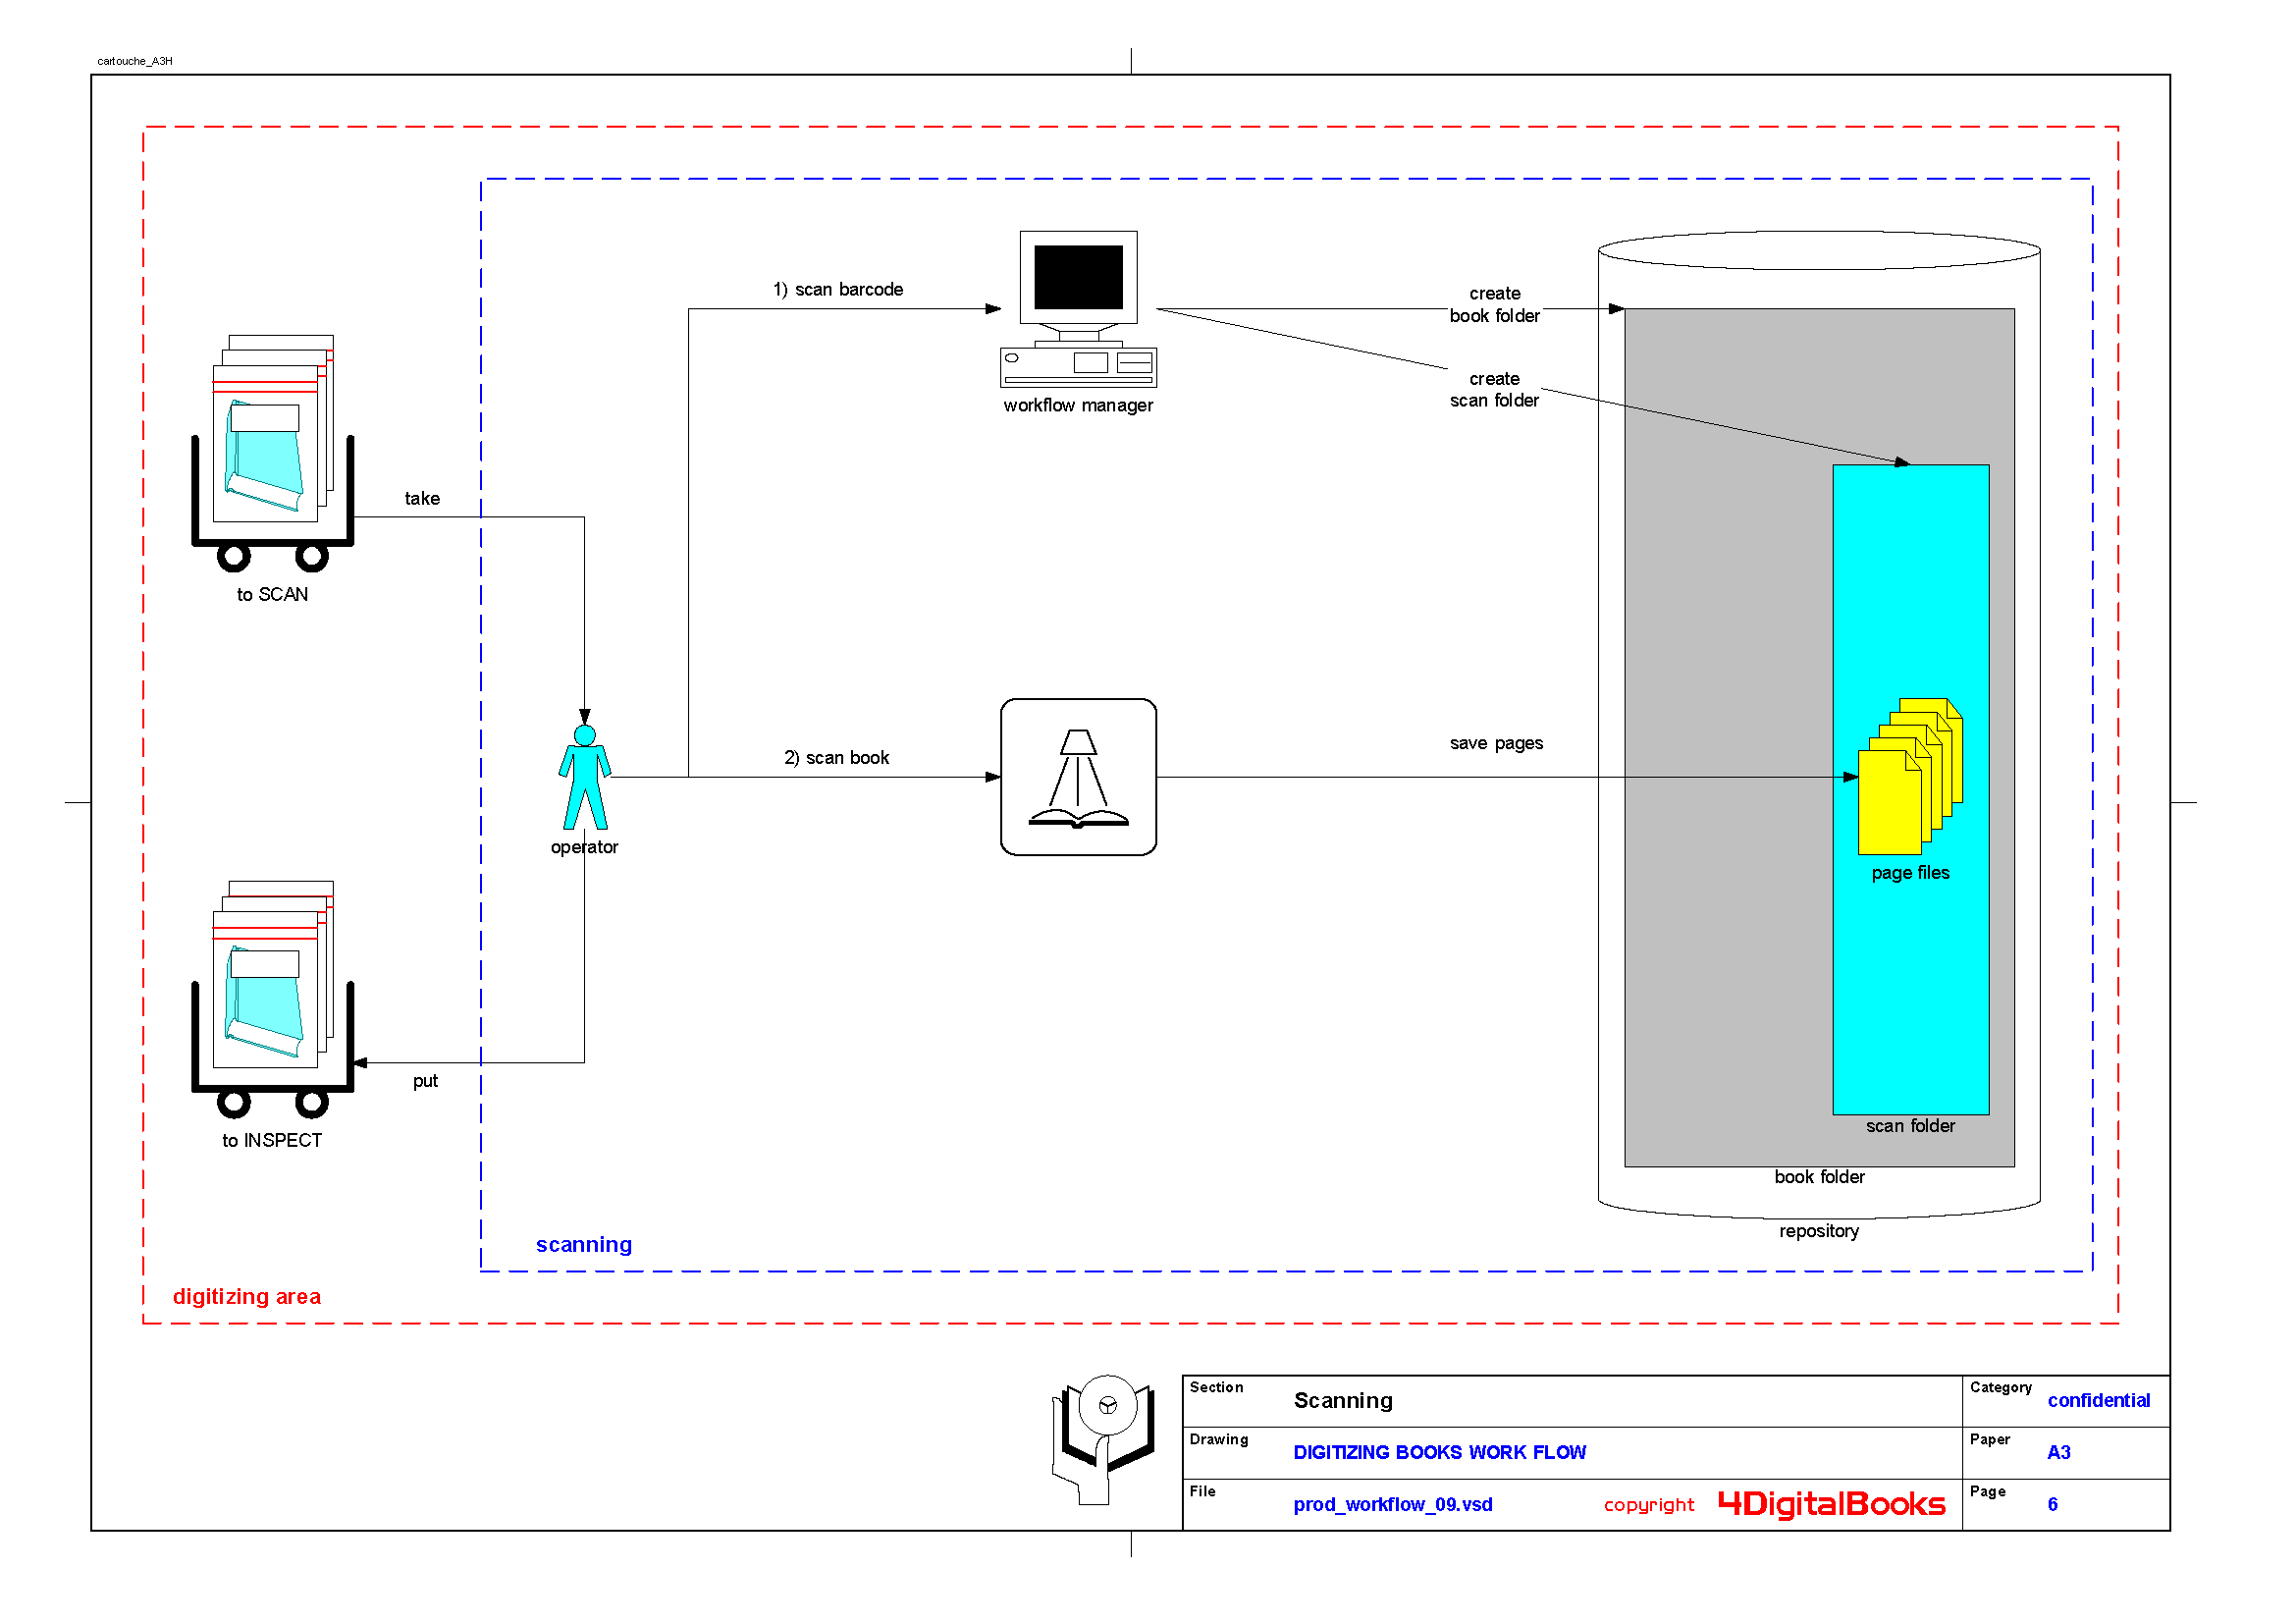 cartouche_A3H
1) scan barcode
create
book folder
create
scan folder
workflow manager
take
to SCAN
2) scan book
save pages
operator
page files
put
to INSPECT
scan folder
book folder
repository
scanning
digitizing area
Section
Scanning
Category
confidential
Drawing
DIGITIZING BOOKS WORK FLOW
Paper
A3
File
prod_workflow_09.vsd
copyright 4DigitalBooks
Page
6